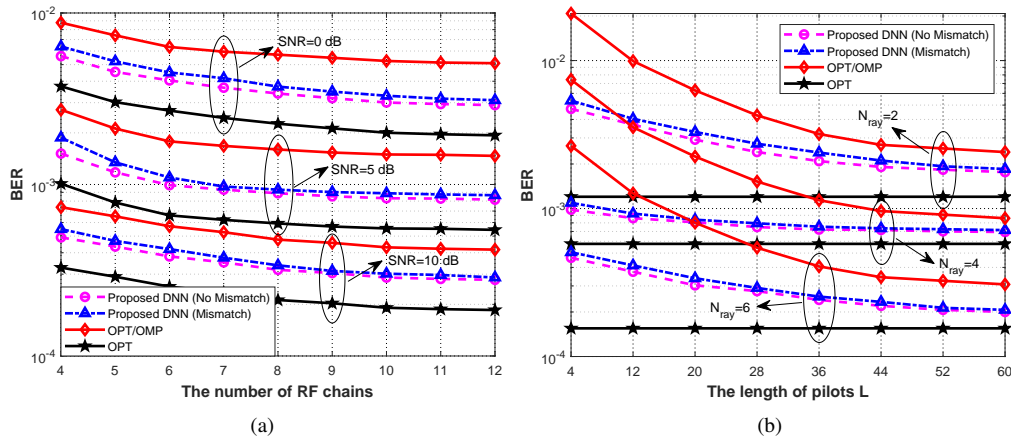 10^-2
10^-3
10^-4
BER
4 5 6 7 8 9 10 11 12
The number of RF chains
SNR=0 dB
SNR=5 dB
SNR=10 dB
Proposed DNN (No Mismatch)
Proposed DNN (Mismatch)
OPT/OMP
OPT
(a)
10^-2
10^-3
10^-4
BER
4 12 20 28 36 44 52 60
The length of pilots L
Proposed DNN (No Mismatch)
Proposed DNN (Mismatch)
OPT/OMP
OPT
N_ray=2
N_ray=4
N_ray=6
(b)